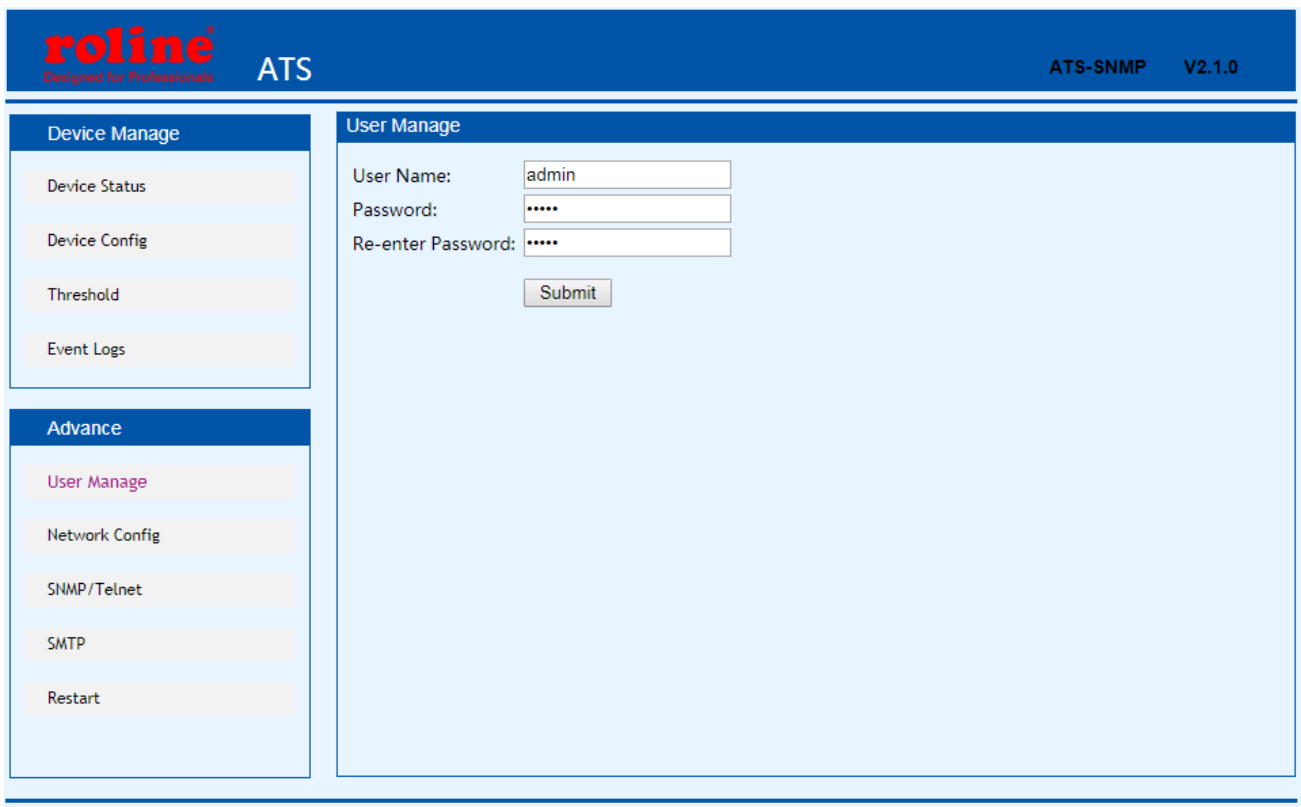 roline®
Designed for Professionals
ATS
ATS-SNMP V2.1.0
Device Manage
Device Status
Device Config
Threshold
Event Logs
Advance
User Manage
Network Config
SNMP/Telnet
SMTP
Restart
User Manage
User Name: admin
Password: •••••
Re-enter Password: •••••
Submit